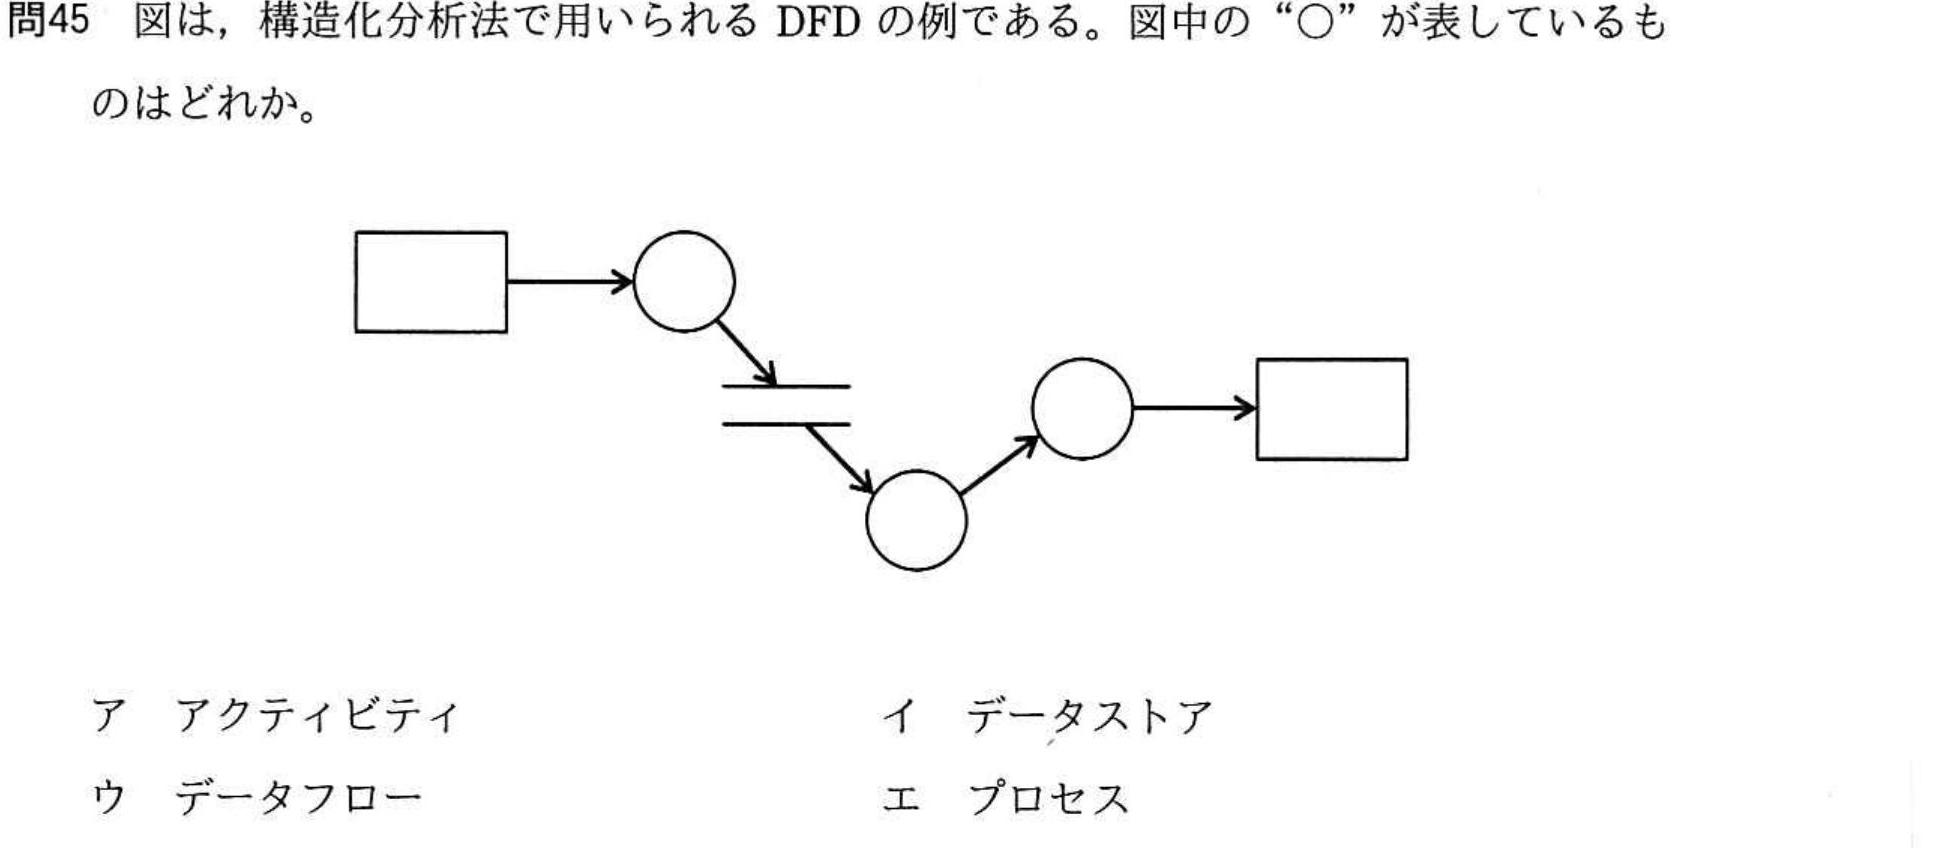 問45 図は，構造化分析法で用いられる DFD の例である。図中の “○” が表しているも
のはどれか。
ア アクティビティ
イ データストア
ウ データフロー
エ プロセス